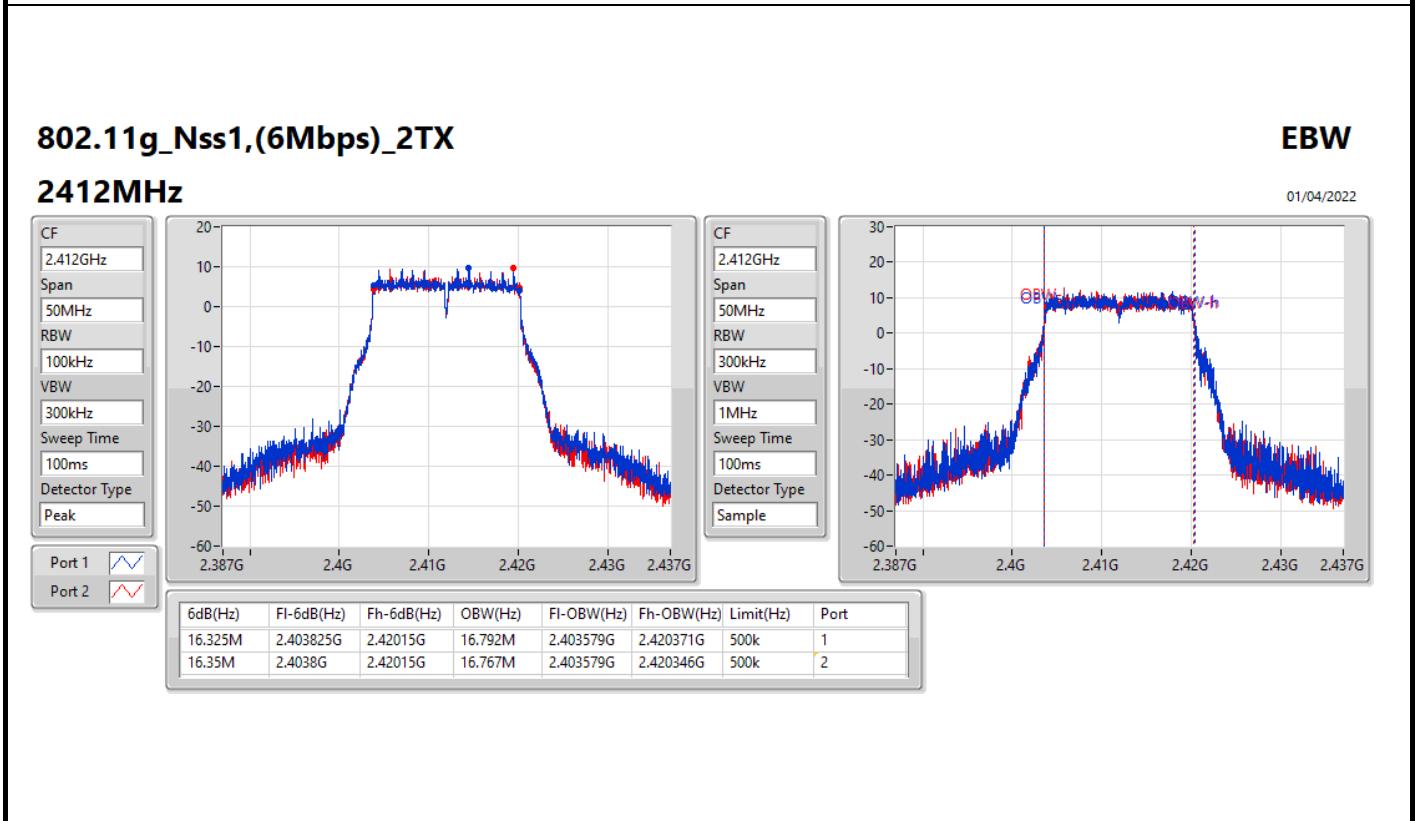 802.11g_Nss1,(6Mbps)_2TX
EBW
2412MHz
01/04/2022
CF
2.412GHz
Span
50MHz
RBW
100kHz
VBW
300kHz
Sweep Time
100ms
Detector Type
Peak
Port 1
Port 2
20
10
0
-10
-20
-30
-40
-50
-60
2.387G 2.4G 2.41G 2.42G 2.43G 2.437G
CF
2.412GHz
Span
50MHz
RBW
300kHz
VBW
1MHz
Sweep Time
100ms
Detector Type
Sample
30
20
10
0
-10
-20
-30
-40
-50
-60
OBW-h
2.387G 2.4G 2.41G 2.42G 2.43G 2.437G
6dB(Hz) Fl-6dB(Hz) Fh-6dB(Hz) OBW(Hz) Fl-OBW(Hz) Fh-OBW(Hz) Limit(Hz) Port
16.325M 2.403825G 2.42015G 16.792M 2.403579G 2.420371G 500k 1
16.35M 2.4038G 2.42015G 16.767M 2.403579G 2.420346G 500k 2